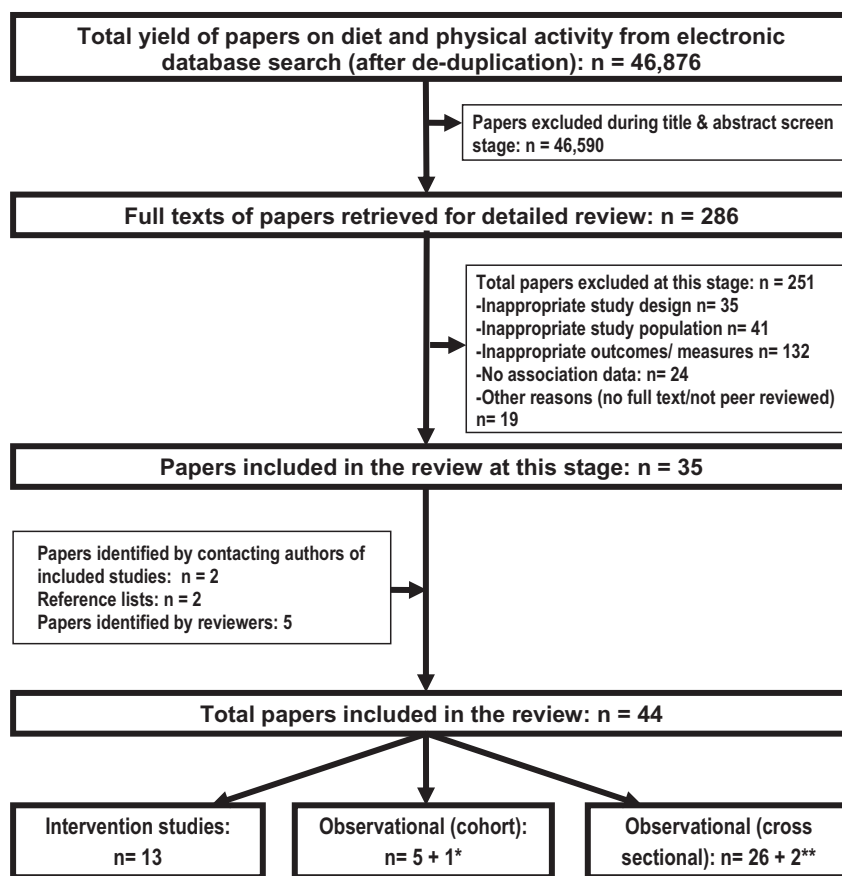 Total yield of papers on diet and physical activity from electronic
database search (after de-duplication): n = 46,876
Papers excluded during title & abstract screen
stage: n = 46,590
Full texts of papers retrieved for detailed review: n = 286
Total papers excluded at this stage: n = 251
-Inappropriate study design n= 35
-Inappropriate study population n= 41
-Inappropriate outcomes/ measures n= 132
-No association data: n= 24
-Other reasons (no full text/not peer reviewed)
n= 19
Papers included in the review at this stage: n = 35
Papers identified by contacting authors of
included studies: n = 2
Reference lists: n = 2
Papers identified by reviewers: 5
Total papers included in the review: n = 44
Intervention studies:
n= 13
Observational (cohort):
n= 5 + 1*
Observational (cross
sectional): n= 26 + 2**